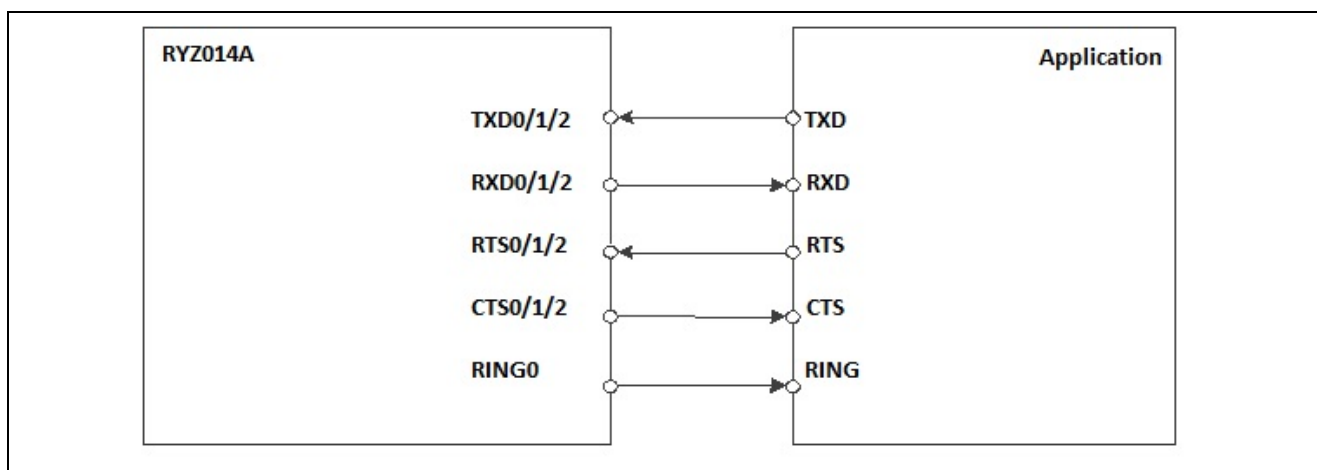 RYZ014A
Application
TXD0/1/2
TXD
RXD0/1/2
RXD
RTS0/1/2
RTS
CTS0/1/2
CTS
RING0
RING